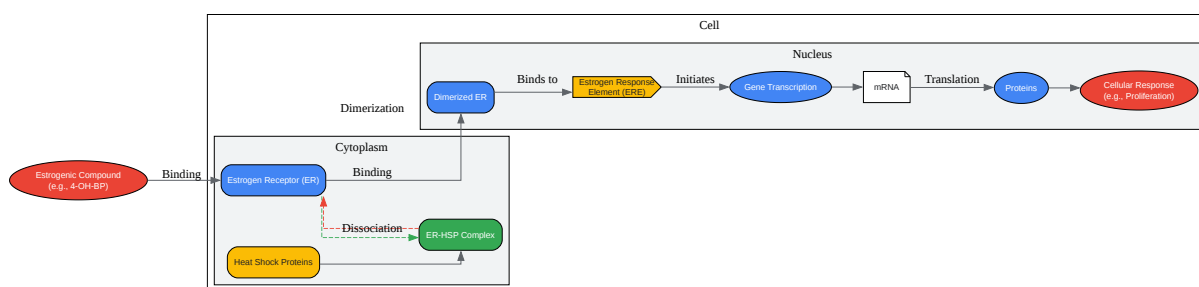 Cell
Nucleus
Dimerized ER
Binds to
Estrogen Response
Element (ERE)
Initiates
Gene Transcription
mRNA
Translation
Proteins
Cellular Response
(e.g., Proliferation)
Dimerization
Cytoplasm
Estrogenic Compound
(e.g., 4-OH-BP)
Binding
Estrogen Receptor (ER)
Binding
Dissociation
ER-HSP Complex
Heat Shock Proteins